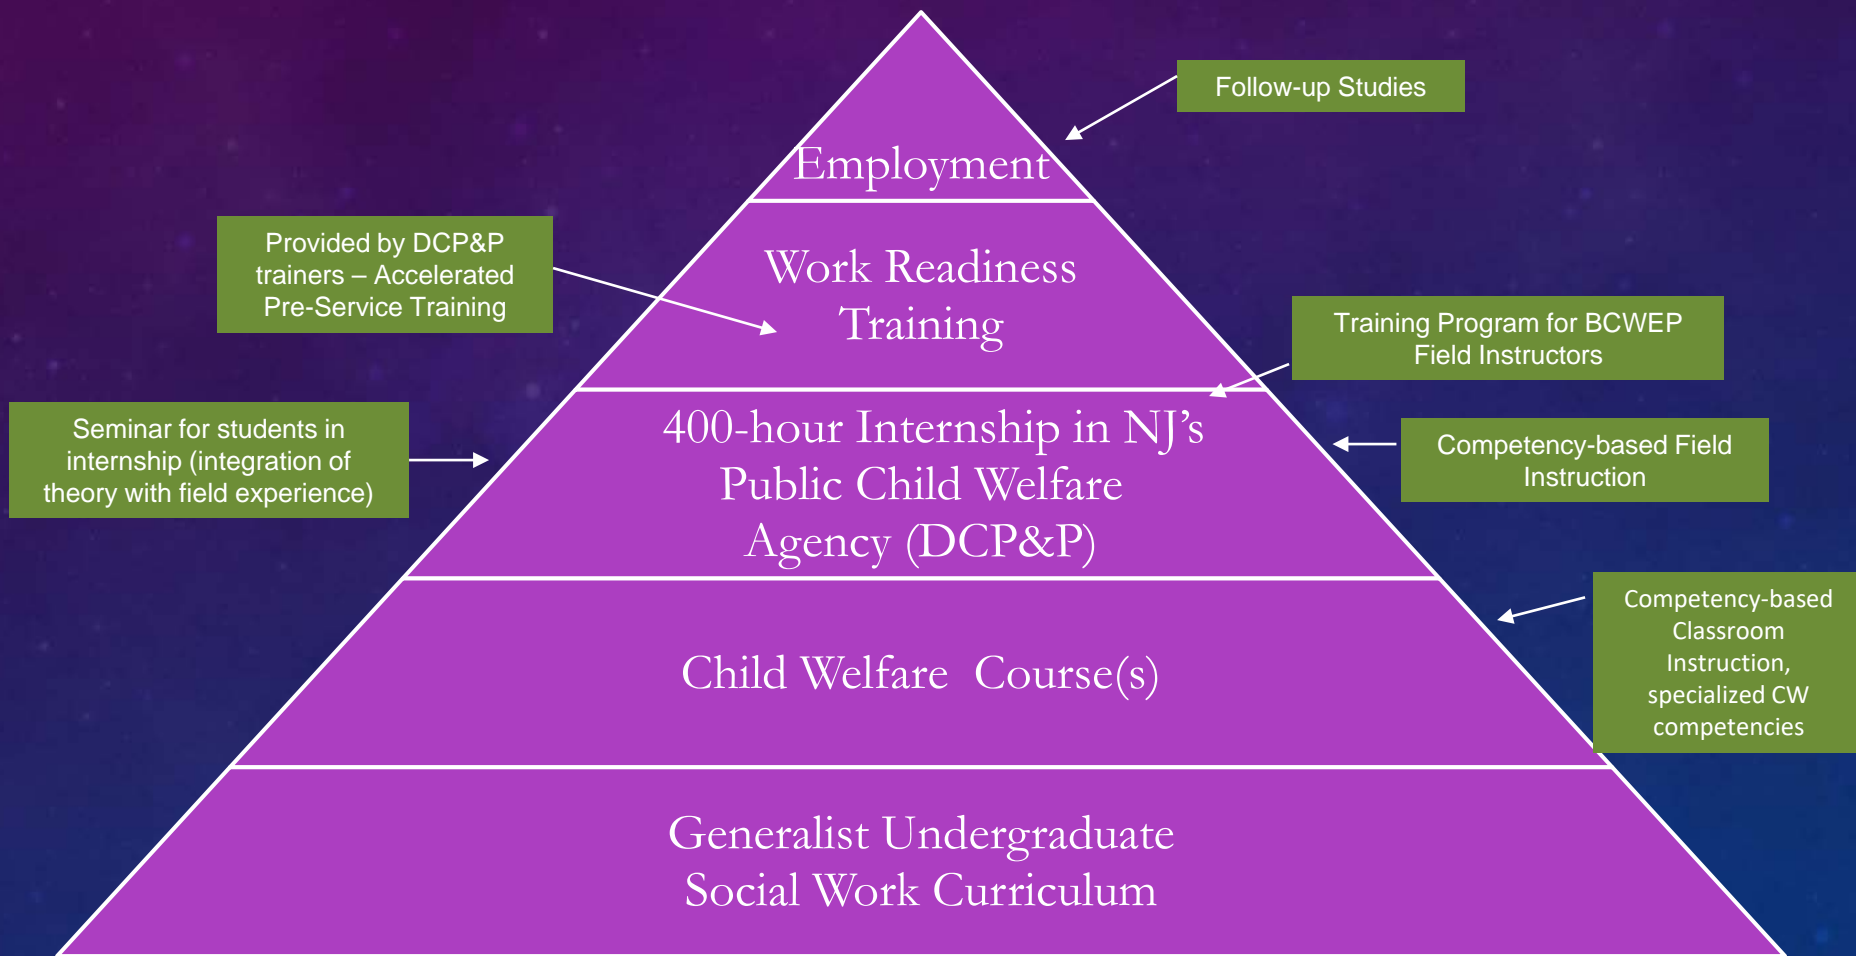 Follow-up Studies
Employment
Provided by DCP&P
trainers – Accelerated
Pre-Service Training
Work Readiness
Training
Training Program for BCWEP
Field Instructors
Seminar for students in
internship (integration of
theory with field experience)
400-hour Internship in NJ’s
Public Child Welfare
Agency (DCP&P)
Competency-based Field
Instruction
Competency-based
Classroom
Instruction,
specialized CW
competencies
Child Welfare  Course(s)
Generalist Undergraduate
Social Work Curriculum